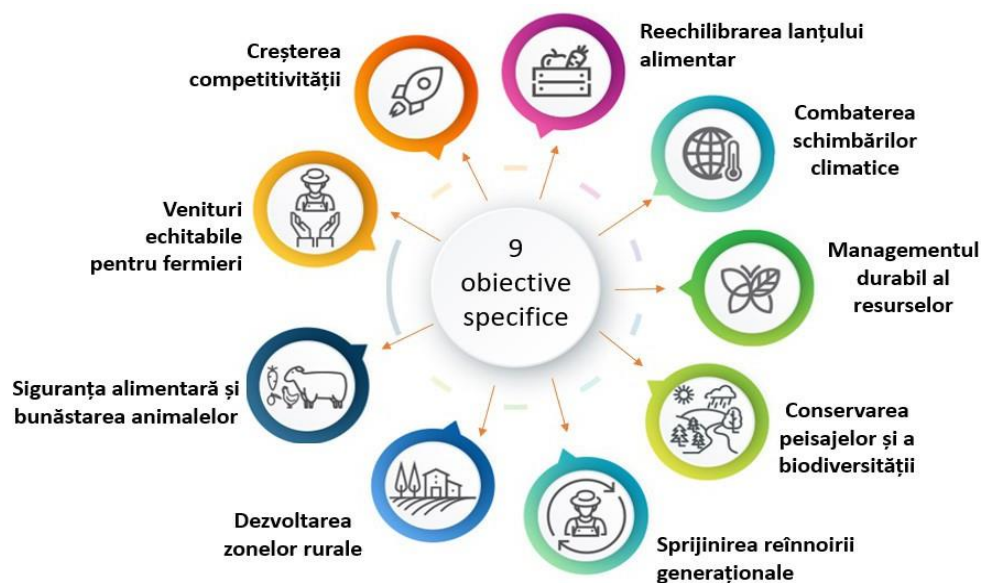 Creșterea
competitivității
Reechilibrarea lanțului
alimentar
Combaterea
schimbărilor
climatice
Venituri
echitabile
pentru fermieri
9
obiective
specifice
Managementul
durabil al
resurselor
Siguranța alimentară și
bunăstarea animalelor
Conservarea
peisajelor și a
biodiversității
Dezvoltarea
zonelor rurale
Sprijinirea reînnoirii
generaționale